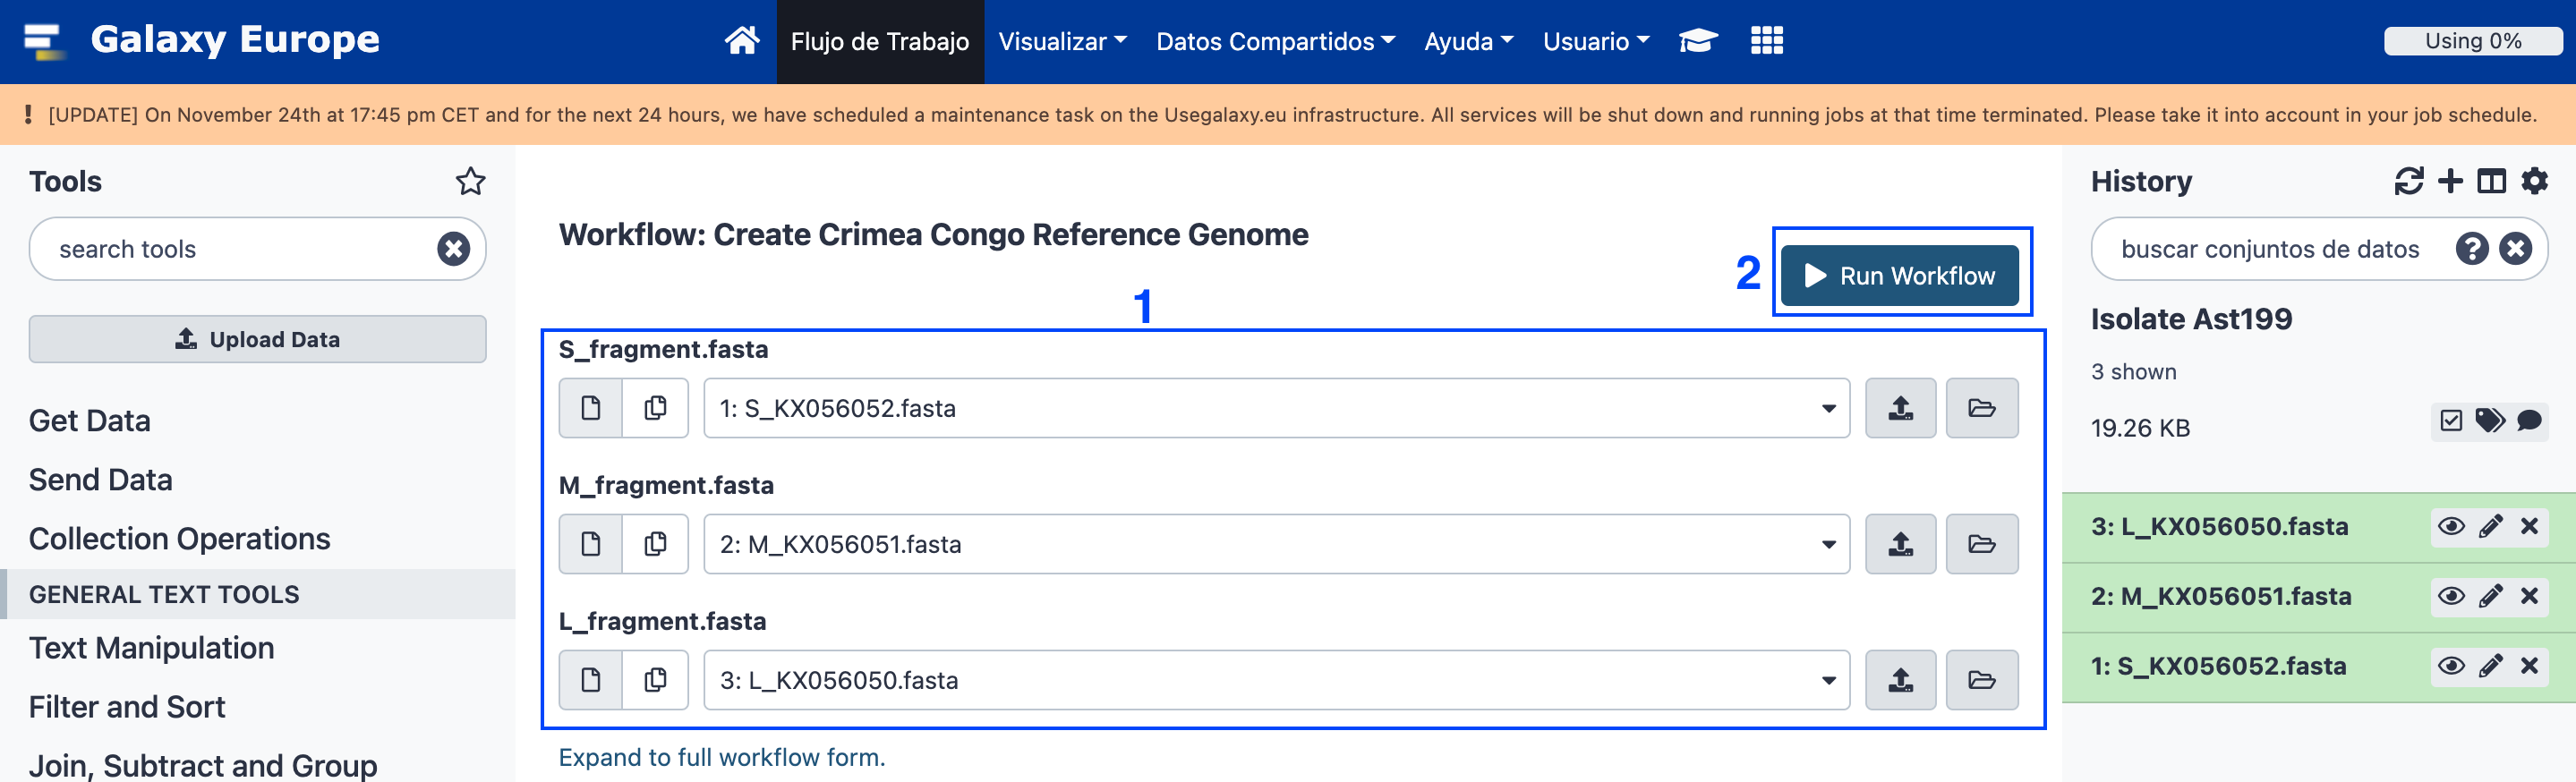 Galaxy Europe
Flujo de Trabajo Visualizar Datos Compartidos Ayuda Usuario
Using 0%
[UPDATE] On November 24th at 17:45 pm CET and for the next 24 hours, we have scheduled a maintenance task on the Usegalaxy.eu infrastructure. All services will be shut down and running jobs at that time terminated. Please take it into account in your job schedule.
Tools
search tools
Upload Data
Get Data
Send Data
Collection Operations
GENERAL TEXT TOOLS
Text Manipulation
Filter and Sort
Join, Subtract and Group
Workflow: Create Crimea Congo Reference Genome
2
Run Workflow
1
S_fragment.fasta
1: S_KX056052.fasta
M_fragment.fasta
2: M_KX056051.fasta
L_fragment.fasta
3: L_KX056050.fasta
Expand to full workflow form.
History
buscar conjuntos de datos
Isolate Ast199
3 shown
19.26 KB
3: L_KX056050.fasta
2: M_KX056051.fasta
1: S_KX056052.fasta